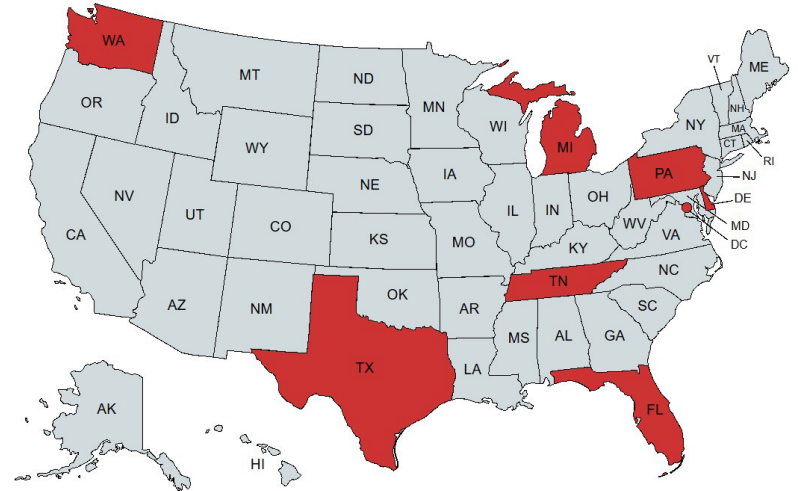 WA
MT
ND
MN
ME
VT
NH
OR
ID
SD
WI
NY
MA
CT
RI
WY
MI
PA
NJ
NE
IA
OH
DE
NV
UT
IL
IN
WV
MD
CA
CO
KS
MO
KY
VA
DC
AZ
NM
OK
AR
TN
NC
SC
MS
AL
GA
TX
LA
FL
AK
HI